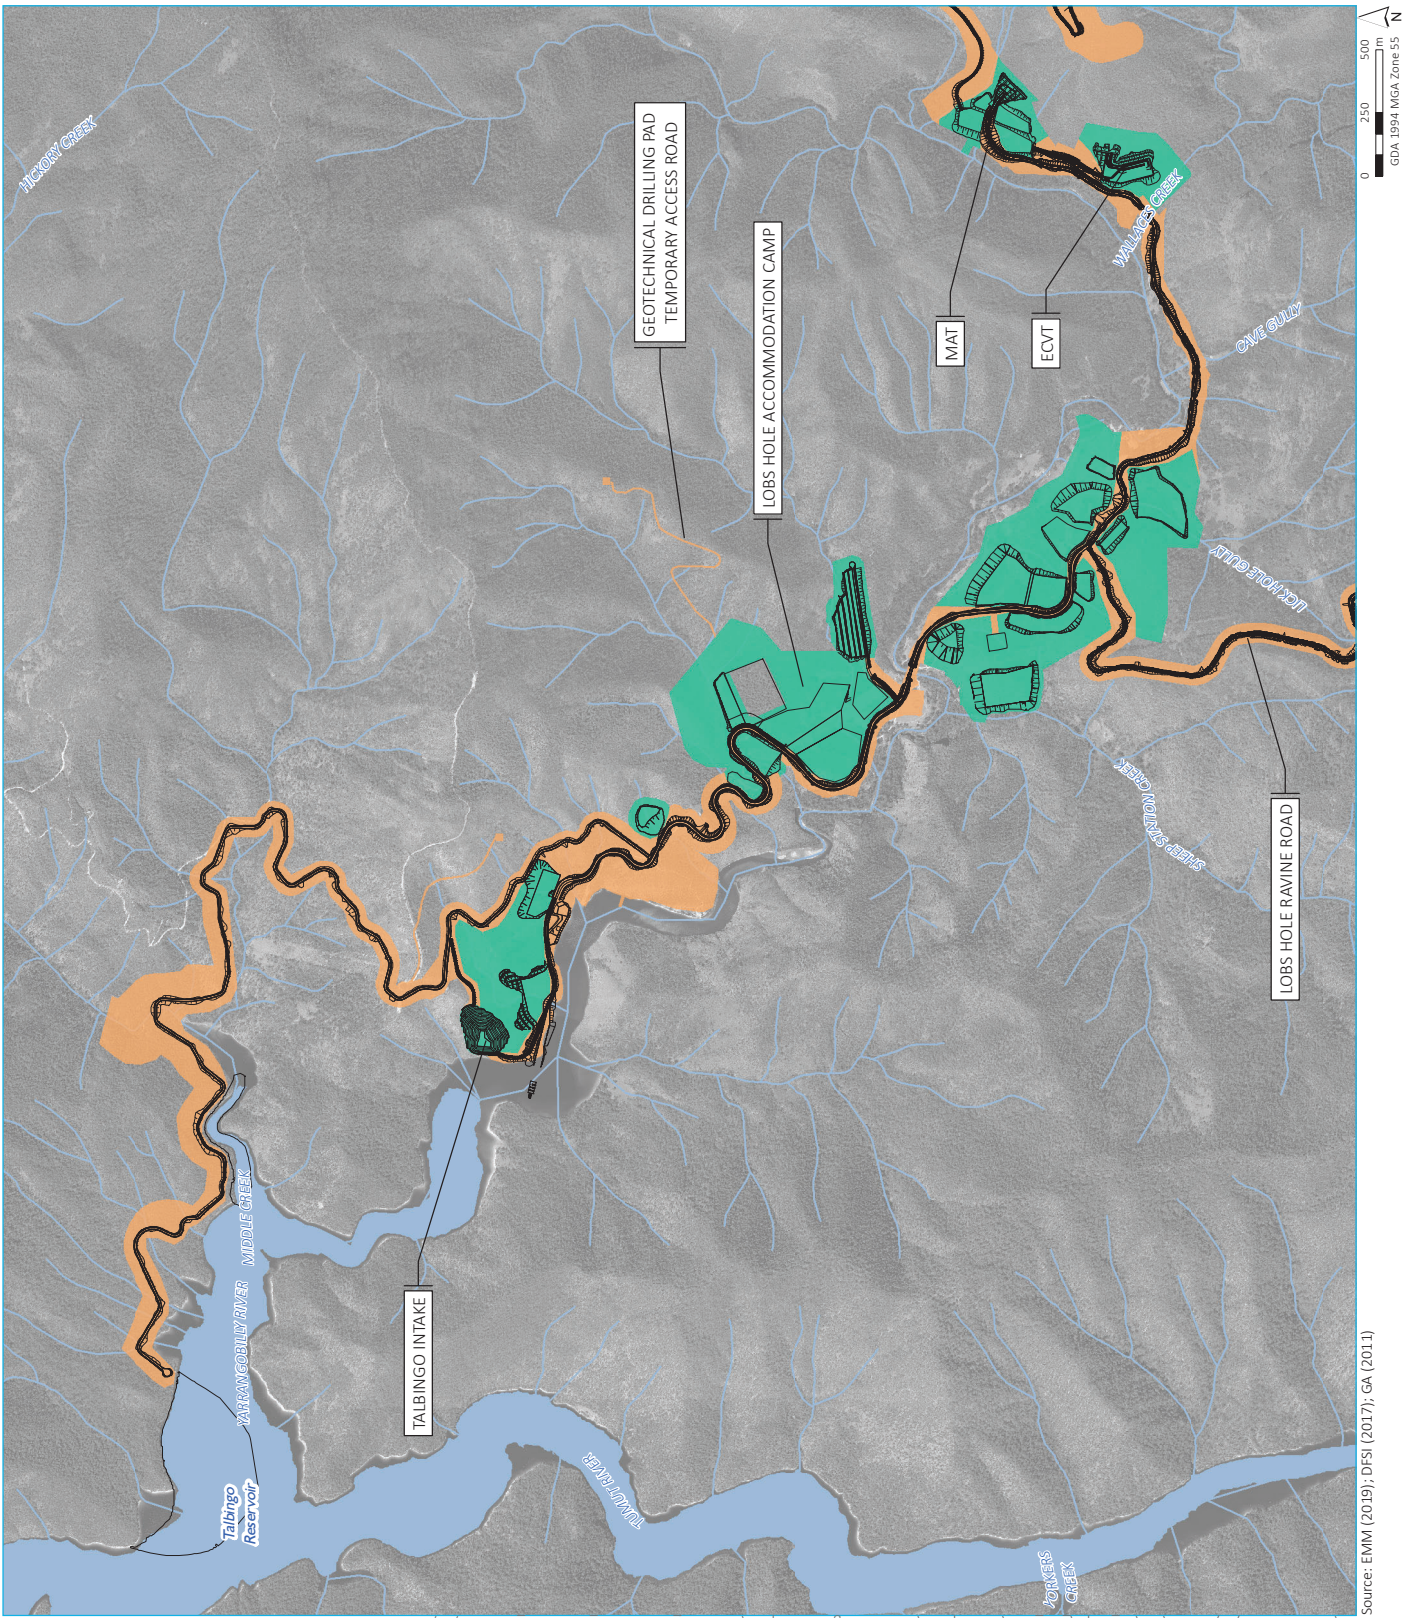 HICKORY CREEK
GEOTECHNICAL DRILLING PAD
TEMPORARY ACCESS ROAD
LOBS HOLE ACCOMMODATION CAMP
MAT
ECVT
WALLACES CREEK
CAVE GULLY
LICK HOLE GULLY
SHEEP STATION CREEK
LOBS HOLE RAVINE ROAD
MIDDLE CREEK
YARRANGOBILLY RIVER
TALBINGO INTAKE
Talbingo
Reservoir
TUMUT RIVER
YORKERS
CREEK
Source: EMM (2019); DFSI (2017); GA (2011)
0 250 500
m
GDA 1994 MGA Zone 55
N